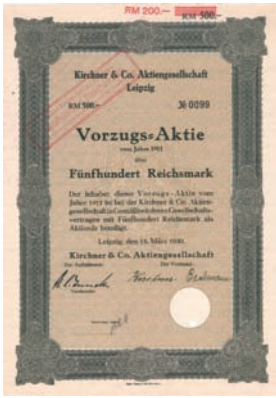 RM 200.— RM 500.—
Kirchner & Co. Aktiengesellschaft
Leipzig
RM 500.— № 0099
Vorzugs=Aktie
vom Jahre 1911
über
Fünfhundert Reichsmark
Der Inhaber dieser Vorzugs-Aktie vom
Jahre 1911 ist bei der Kirchner & Co. Aktien-
gesellschaft in Gemäßheit des
vertrages mit Fünfhundert Reichsmark als
Aktionär beteiligt.
Leipzig, den 15. März 1930.
Kirchner & Co. Aktiengesellschaft
Der Aufsichtsrat: Der Vorstand:
Vorsitzender